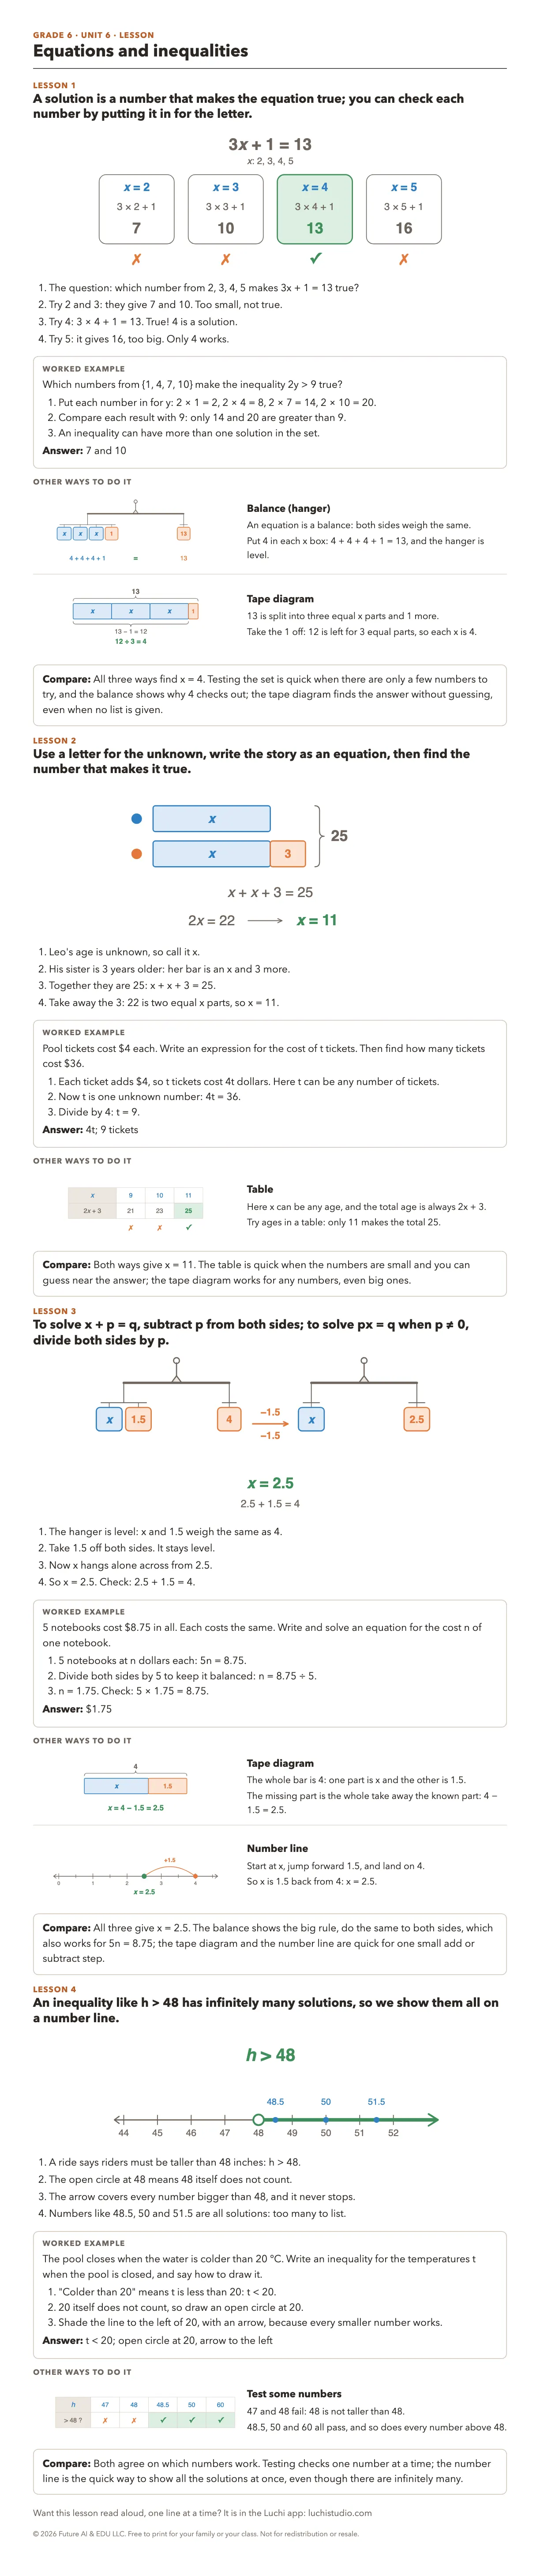 GRADE 6 · UNIT 6 · LESSON
Equations and inequalities
LESSON 1
A solution is a number that makes the equation true; you can check each
number by putting it in for the letter.
3x + 1 = 13
x: 2, 3, 4, 5
x = 2 x = 3 x = 4 x = 5
3 × 2 + 1 3 × 3 + 1 3 × 4 + 1 3 × 5 + 1
7 10 13 16
✗ ✗ ✓ ✗
1. The question: which number from 2, 3, 4, 5 makes 3x + 1 = 13 true?
2. Try 2 and 3: they give 7 and 10. Too small, not true.
3. Try 4: 3 × 4 + 1 = 13. True! 4 is a solution.
4. Try 5: it gives 16, too big. Only 4 works.
WORKED EXAMPLE
Which numbers from {1, 4, 7, 10} make the inequality 2y > 9 true?
1. Put each number in for y: 2 × 1 = 2, 2 × 4 = 8, 2 × 7 = 14, 2 × 10 = 20.
2. Compare each result with 9: only 14 and 20 are greater than 9.
3. An inequality can have more than one solution in the set.
Answer: 7 and 10
OTHER WAYS TO DO IT
x x x 1 13
4 + 4 + 4 + 1 = 13
Balance (hanger)
An equation is a balance: both sides weigh the same.
Put 4 in each x box: 4 + 4 + 4 + 1 = 13, and the hanger is
level.
13
x x x 1
13 − 1 = 12
12 ÷ 3 = 4
Tape diagram
13 is split into three equal x parts and 1 more.
Take the 1 off: 12 is left for 3 equal parts, so each x is 4.
Compare: All three ways find x = 4. Testing the set is quick when there are only a few numbers to
try, and the balance shows why 4 checks out; the tape diagram finds the answer without guessing,
even when no list is given.
LESSON 2
Use a letter for the unknown, write the story as an equation, then find the
number that makes it true.
x
x 3
25
x + x + 3 = 25
2x = 22 ⟶ x = 11
1. Leo's age is unknown, so call it x.
2. His sister is 3 years older: her bar is an x and 3 more.
3. Together they are 25: x + x + 3 = 25.
4. Take away the 3: 22 is two equal x parts, so x = 11.
WORKED EXAMPLE
Pool tickets cost $4 each. Write an expression for the cost of t tickets. Then find how many tickets
cost $36.
1. Each ticket adds $4, so t tickets cost 4t dollars. Here t can be any number of tickets.
2. Now t is one unknown number: 4t = 36.
3. Divide by 4: t = 9.
Answer: 4t; 9 tickets
OTHER WAYS TO DO IT
x 9 10 11
2x + 3 21 23 25
✗ ✗ ✓
Table
Here x can be any age, and the total age is always 2x + 3.
Try ages in a table: only 11 makes the total 25.
Compare: Both ways give x = 11. The table is quick when the numbers are small and you can
guess near the answer; the tape diagram works for any numbers, even big ones.
LESSON 3
To solve x + p = q, subtract p from both sides; to solve px = q when p ≠ 0,
divide both sides by p.
x 1.5 4 −1.5 x 2.5
−1.5
x = 2.5
2.5 + 1.5 = 4
1. The hanger is level: x and 1.5 weigh the same as 4.
2. Take 1.5 off both sides. It stays level.
3. Now x hangs alone across from 2.5.
4. So x = 2.5. Check: 2.5 + 1.5 = 4.
WORKED EXAMPLE
5 notebooks cost $8.75 in all. Each costs the same. Write and solve an equation for the cost n of
one notebook.
1. 5 notebooks at n dollars each: 5n = 8.75.
2. Divide both sides by 5 to keep it balanced: n = 8.75 ÷ 5.
3. n = 1.75. Check: 5 × 1.75 = 8.75.
Answer: $1.75
OTHER WAYS TO DO IT
4
x 1.5
x = 4 − 1.5 = 2.5
Tape diagram
The whole bar is 4: one part is x and the other is 1.5.
The missing part is the whole take away the known part: 4 −
1.5 = 2.5.
+1.5
0 1 2 3 4
x = 2.5
Number line
Start at x, jump forward 1.5, and land on 4.
So x is 1.5 back from 4: x = 2.5.
Compare: All three give x = 2.5. The balance shows the big rule, do the same to both sides, which
also works for 5n = 8.75; the tape diagram and the number line are quick for one small add or
subtract step.
LESSON 4
An inequality like h > 48 has infinitely many solutions, so we show them all on
a number line.
h > 48
48.5 50 51.5
44 45 46 47 48 49 50 51 52
1. A ride says riders must be taller than 48 inches: h > 48.
2. The open circle at 48 means 48 itself does not count.
3. The arrow covers every number bigger than 48, and it never stops.
4. Numbers like 48.5, 50 and 51.5 are all solutions: too many to list.
WORKED EXAMPLE
The pool closes when the water is colder than 20 °C. Write an inequality for the temperatures t
when the pool is closed, and say how to draw it.
1. "Colder than 20" means t is less than 20: t < 20.
2. 20 itself does not count, so draw an open circle at 20.
3. Shade the line to the left of 20, with an arrow, because every smaller number works.
Answer: t < 20; open circle at 20, arrow to the left
OTHER WAYS TO DO IT
h 47 48 48.5 50 60
> 48 ? ✗ ✗ ✓ ✓ ✓
Test some numbers
47 and 48 fail: 48 is not taller than 48.
48.5, 50 and 60 all pass, and so does every number above 48.
Compare: Both agree on which numbers work. Testing checks one number at a time; the number
line is the quick way to show all the solutions at once, even though there are infinitely many.
Want this lesson read aloud, one line at a time? It is in the Luchi app: luchistudio.com
© 2026 Future AI & EDU LLC. Free to print for your family or your class. Not for redistribution or resale.